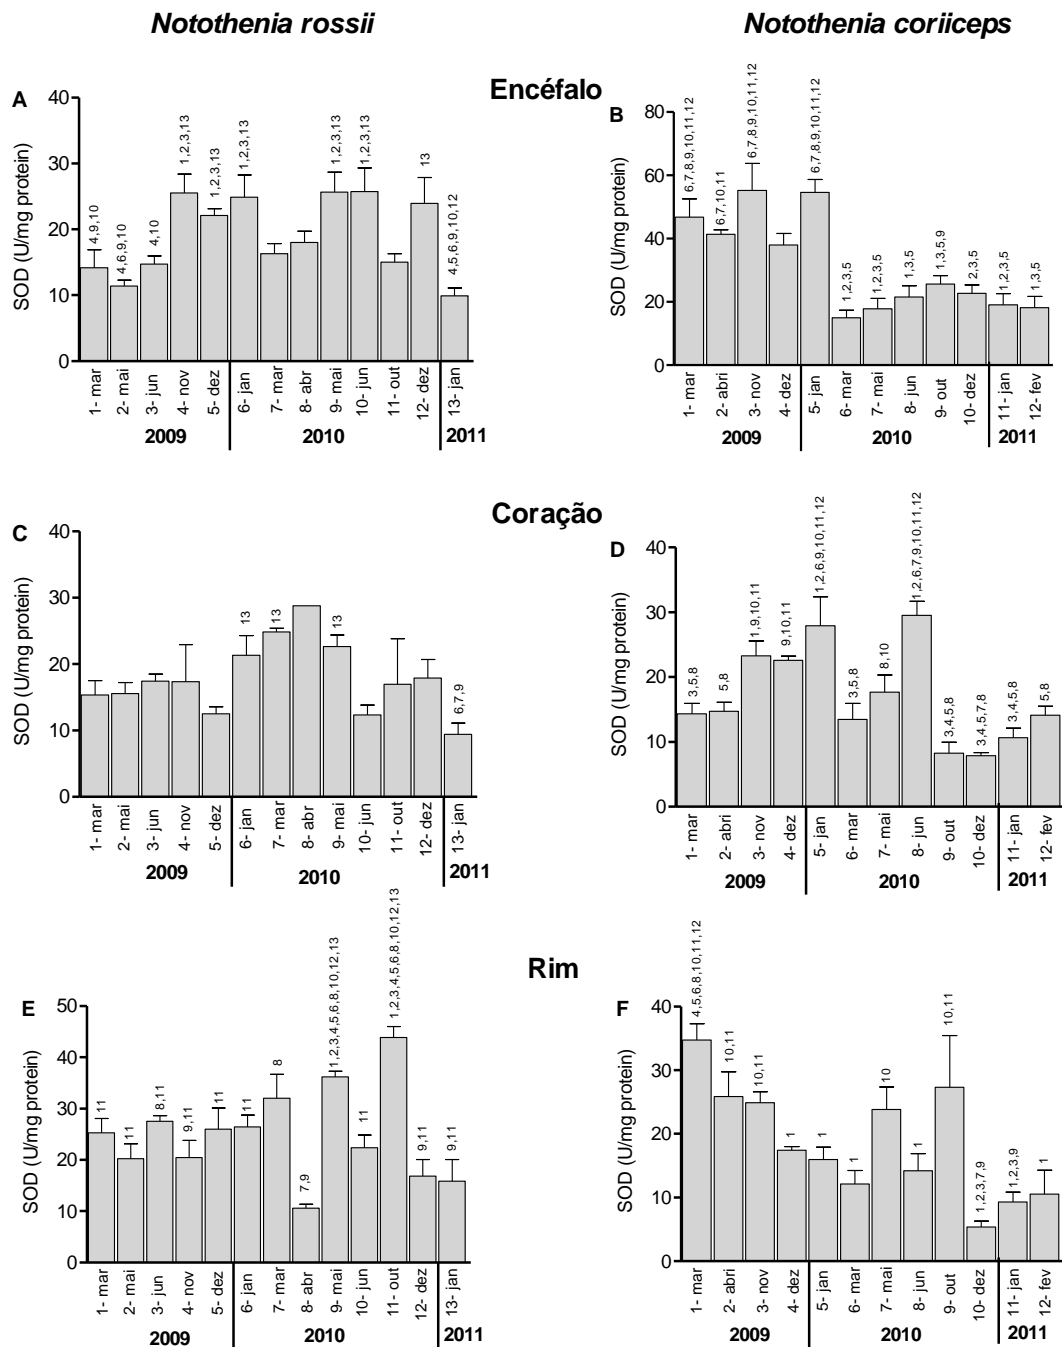 Notothenia rossii
Notothenia coriiceps
Encéfalo
A
SOD (U/mg protein)
40
30
20
10
0
4,9,10
4,6,9,10
4,10
1,2,3,13
1,2,3,13
1,2,3,13
1,2,3,13
1,2,3,13
13
4,5,6,9,10,12
1- mar
2- mai
3- jun
4- nov
5- dez
6- jan
7- mar
8- abr
9- mai
10- jun
11- out
12- dez
13- jan
2009
2010
2011
B
SOD (U/mg protein)
80
60
40
20
0
6,7,8,9,10,11,12
6,7,10,11
6,7,8,9,10,11,12
6,7,8,9,10,11,12
1,2,3,5
1,2,3,5
1,3,5
1,3,5,9
2,3,5
1,2,3,5
1,3,5
1- mar
2- abri
3- nov
4- dez
5- jan
6- mar
7- mai
8- jun
9- out
10- dez
11- jan
12- fev
2009
2010
2011
Coração
C
SOD (U/mg protein)
40
30
20
10
0
13
13
13
6,7,9
1- mar
2- mai
3- jun
4- nov
5- dez
6- jan
7- mar
8- abr
9- mai
10- jun
11- out
12- dez
13- jan
2009
2010
2011
D
SOD (U/mg protein)
40
30
20
10
0
3,5,8
5,8
1,9,10,11
9,10,11
1,2,6,9,10,11,12
3,5,8
8,10
1,2,6,7,9,10,11,12
3,4,5,8
3,4,5,7,8
3,4,5,8
5,8
1- mar
2- abri
3- nov
4- dez
5- jan
6- mar
7- mai
8- jun
9- out
10- dez
11- jan
12- fev
2009
2010
2011
Rim
E
SOD (U/mg protein)
50
40
30
20
10
0
11
11
8,11
9,11
11
11
8
7,9
1,2,3,4,5,6,8,10,12,13
11
1,2,3,4,5,6,8,10,12,13
9,11
9,11
1- mar
2- mai
3- jun
4- nov
5- dez
6- jan
7- mar
8- abr
9- mai
10- jun
11- out
12- dez
13- jan
2009
2010
2011
F
SOD (U/mg protein)
40
30
20
10
0
4,5,6,8,10,11,12
10,11
10,11
1
1
1
10
1
10,11
1,2,3,7,9
1,2,3,9
1
1- mar
2- abri
3- nov
4- dez
5- jan
6- mar
7- mai
8- jun
9- out
10- dez
11- jan
12- fev
2009
2010
2011